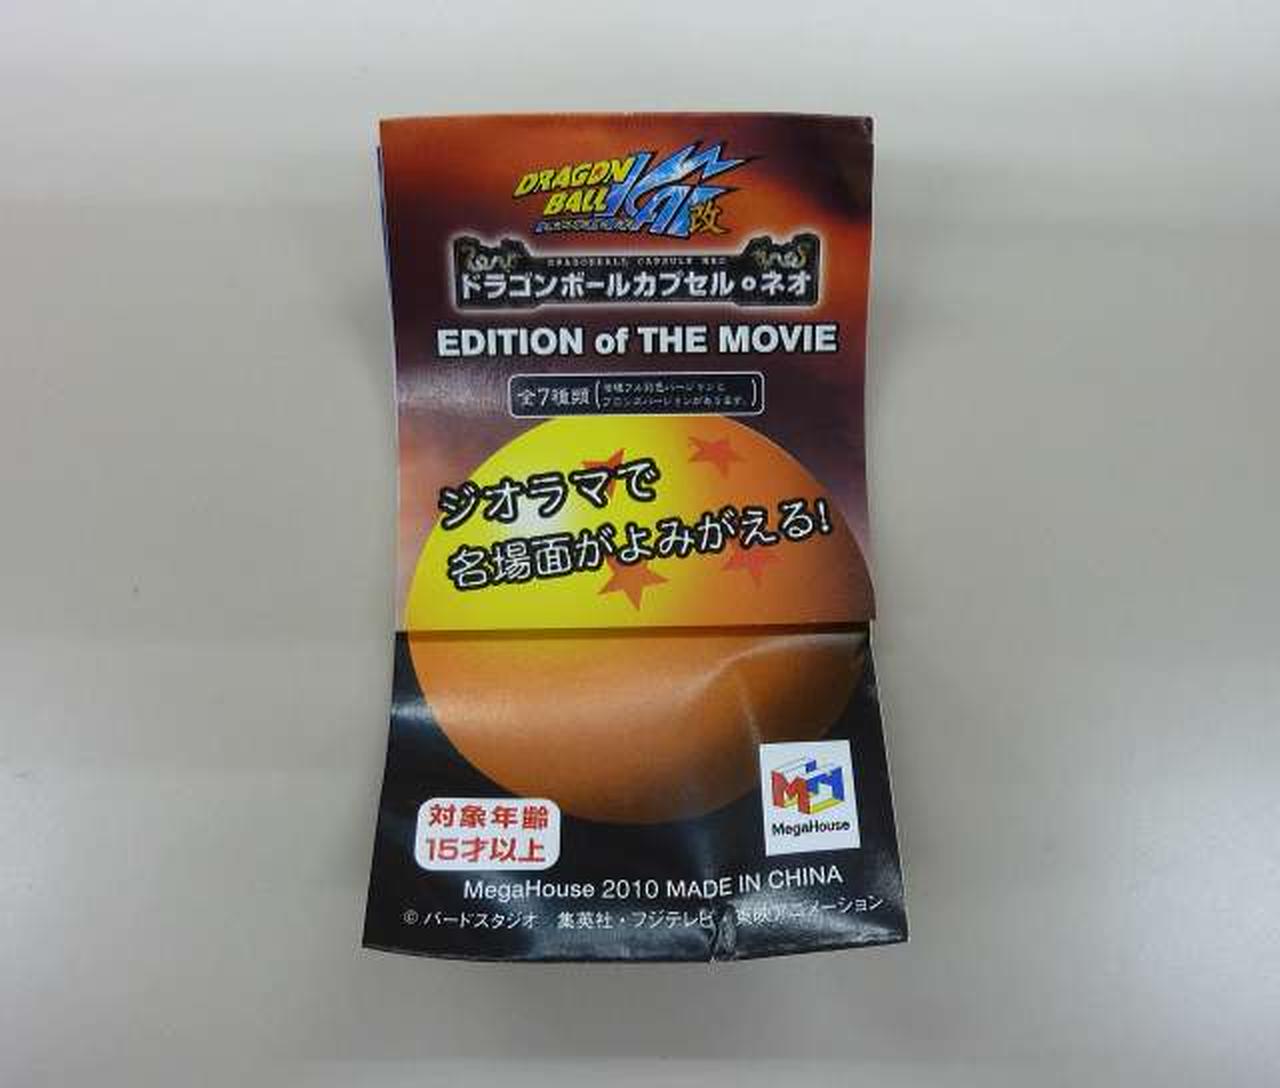 DRAGON
BALL KAI 改
DRAGONBALL CAPSULE NEO
ドラゴンボールカプセル・ネオ
EDITION of THE MOVIE
全7種類
ジオラマで
名場面がよみがえる!
対象年齢
15才以上
MegaHouse
MegaHouse 2010 MADE IN CHINA
© バードスタジオ 集英社・フジテレビ・東映アニメーション